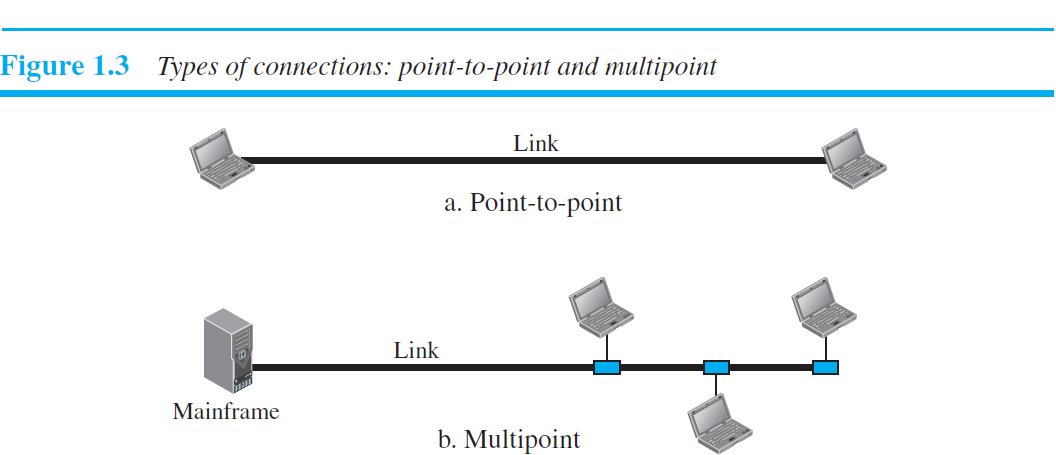 Figure 1.3 Types of connections: point-to-point and multipoint
Link
a. Point-to-point
Link
Mainframe
b. Multipoint